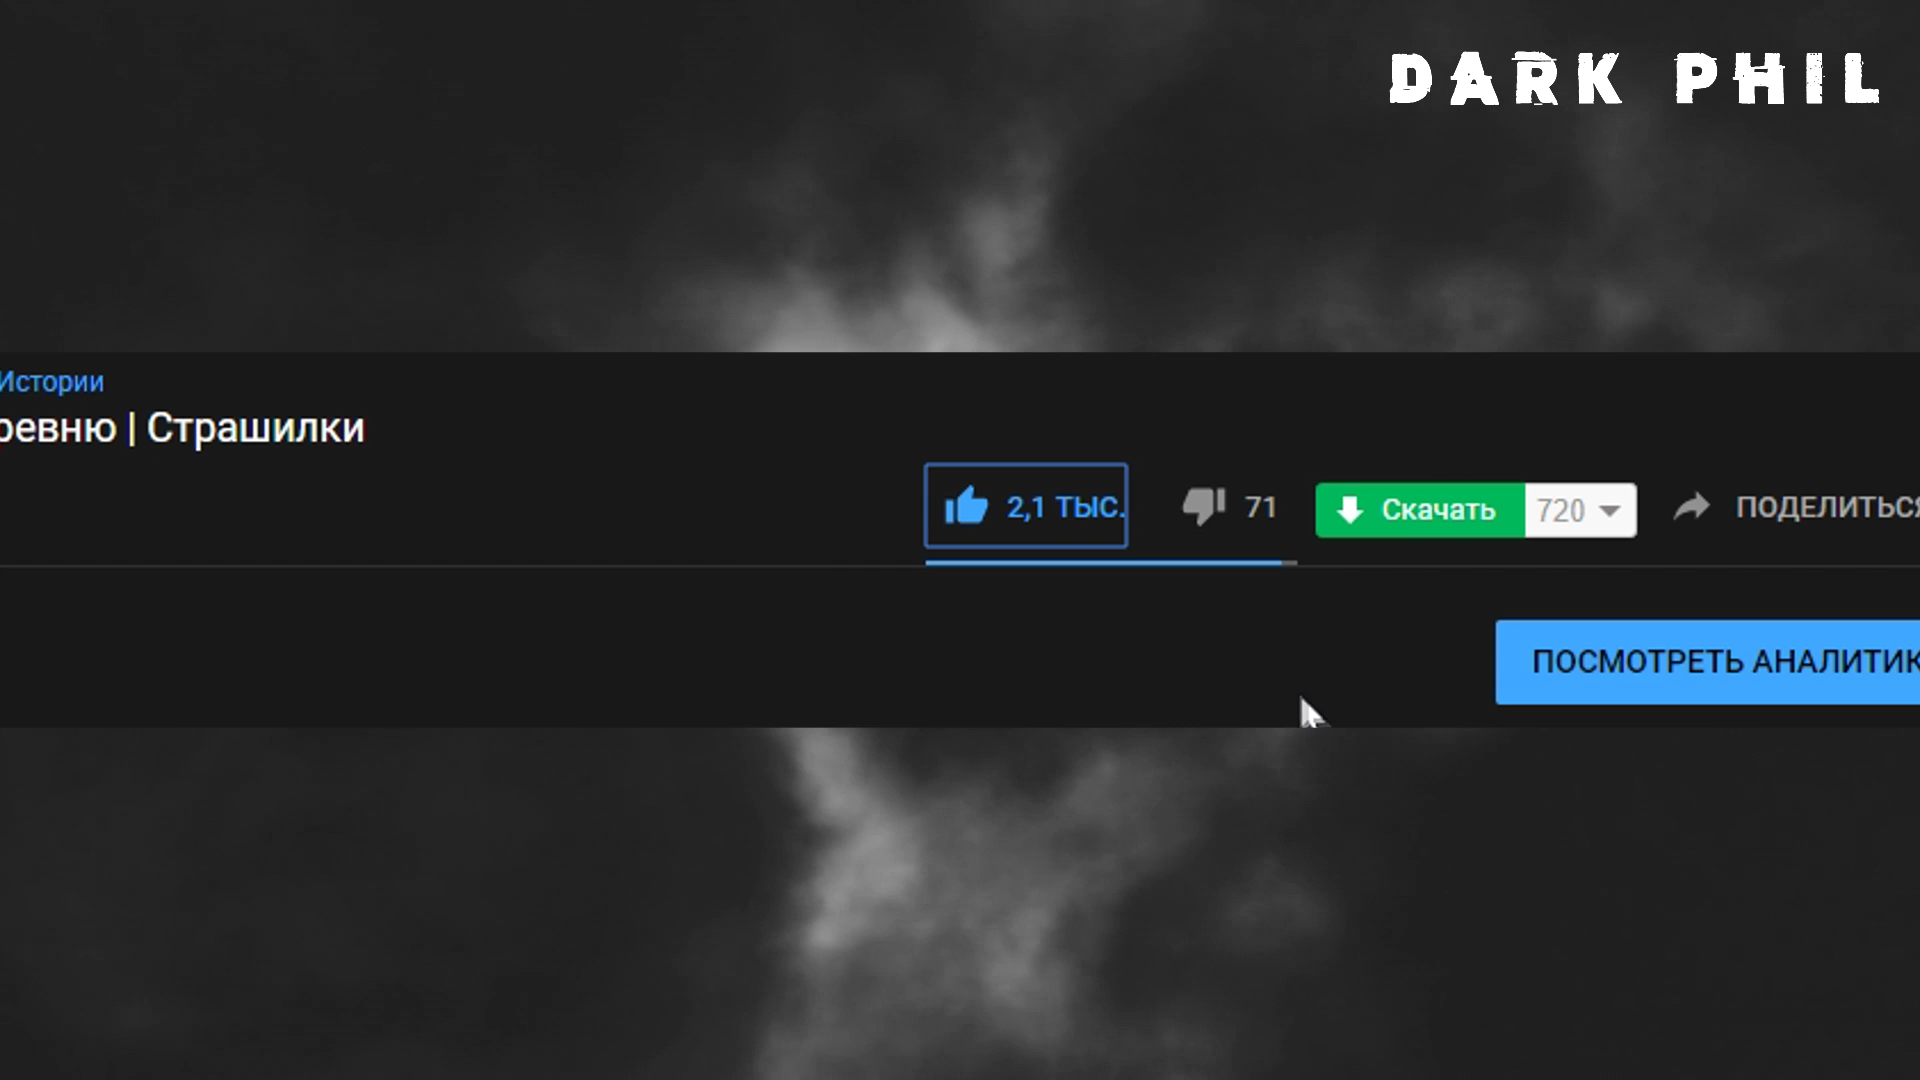 DARK PHIL
Истории
ревню | Страшилки
2,1 ТЫС.
71
Скачать
720
ПОДЕЛИТЬСЯ
ПОСМОТРЕТЬ АНАЛИТИК